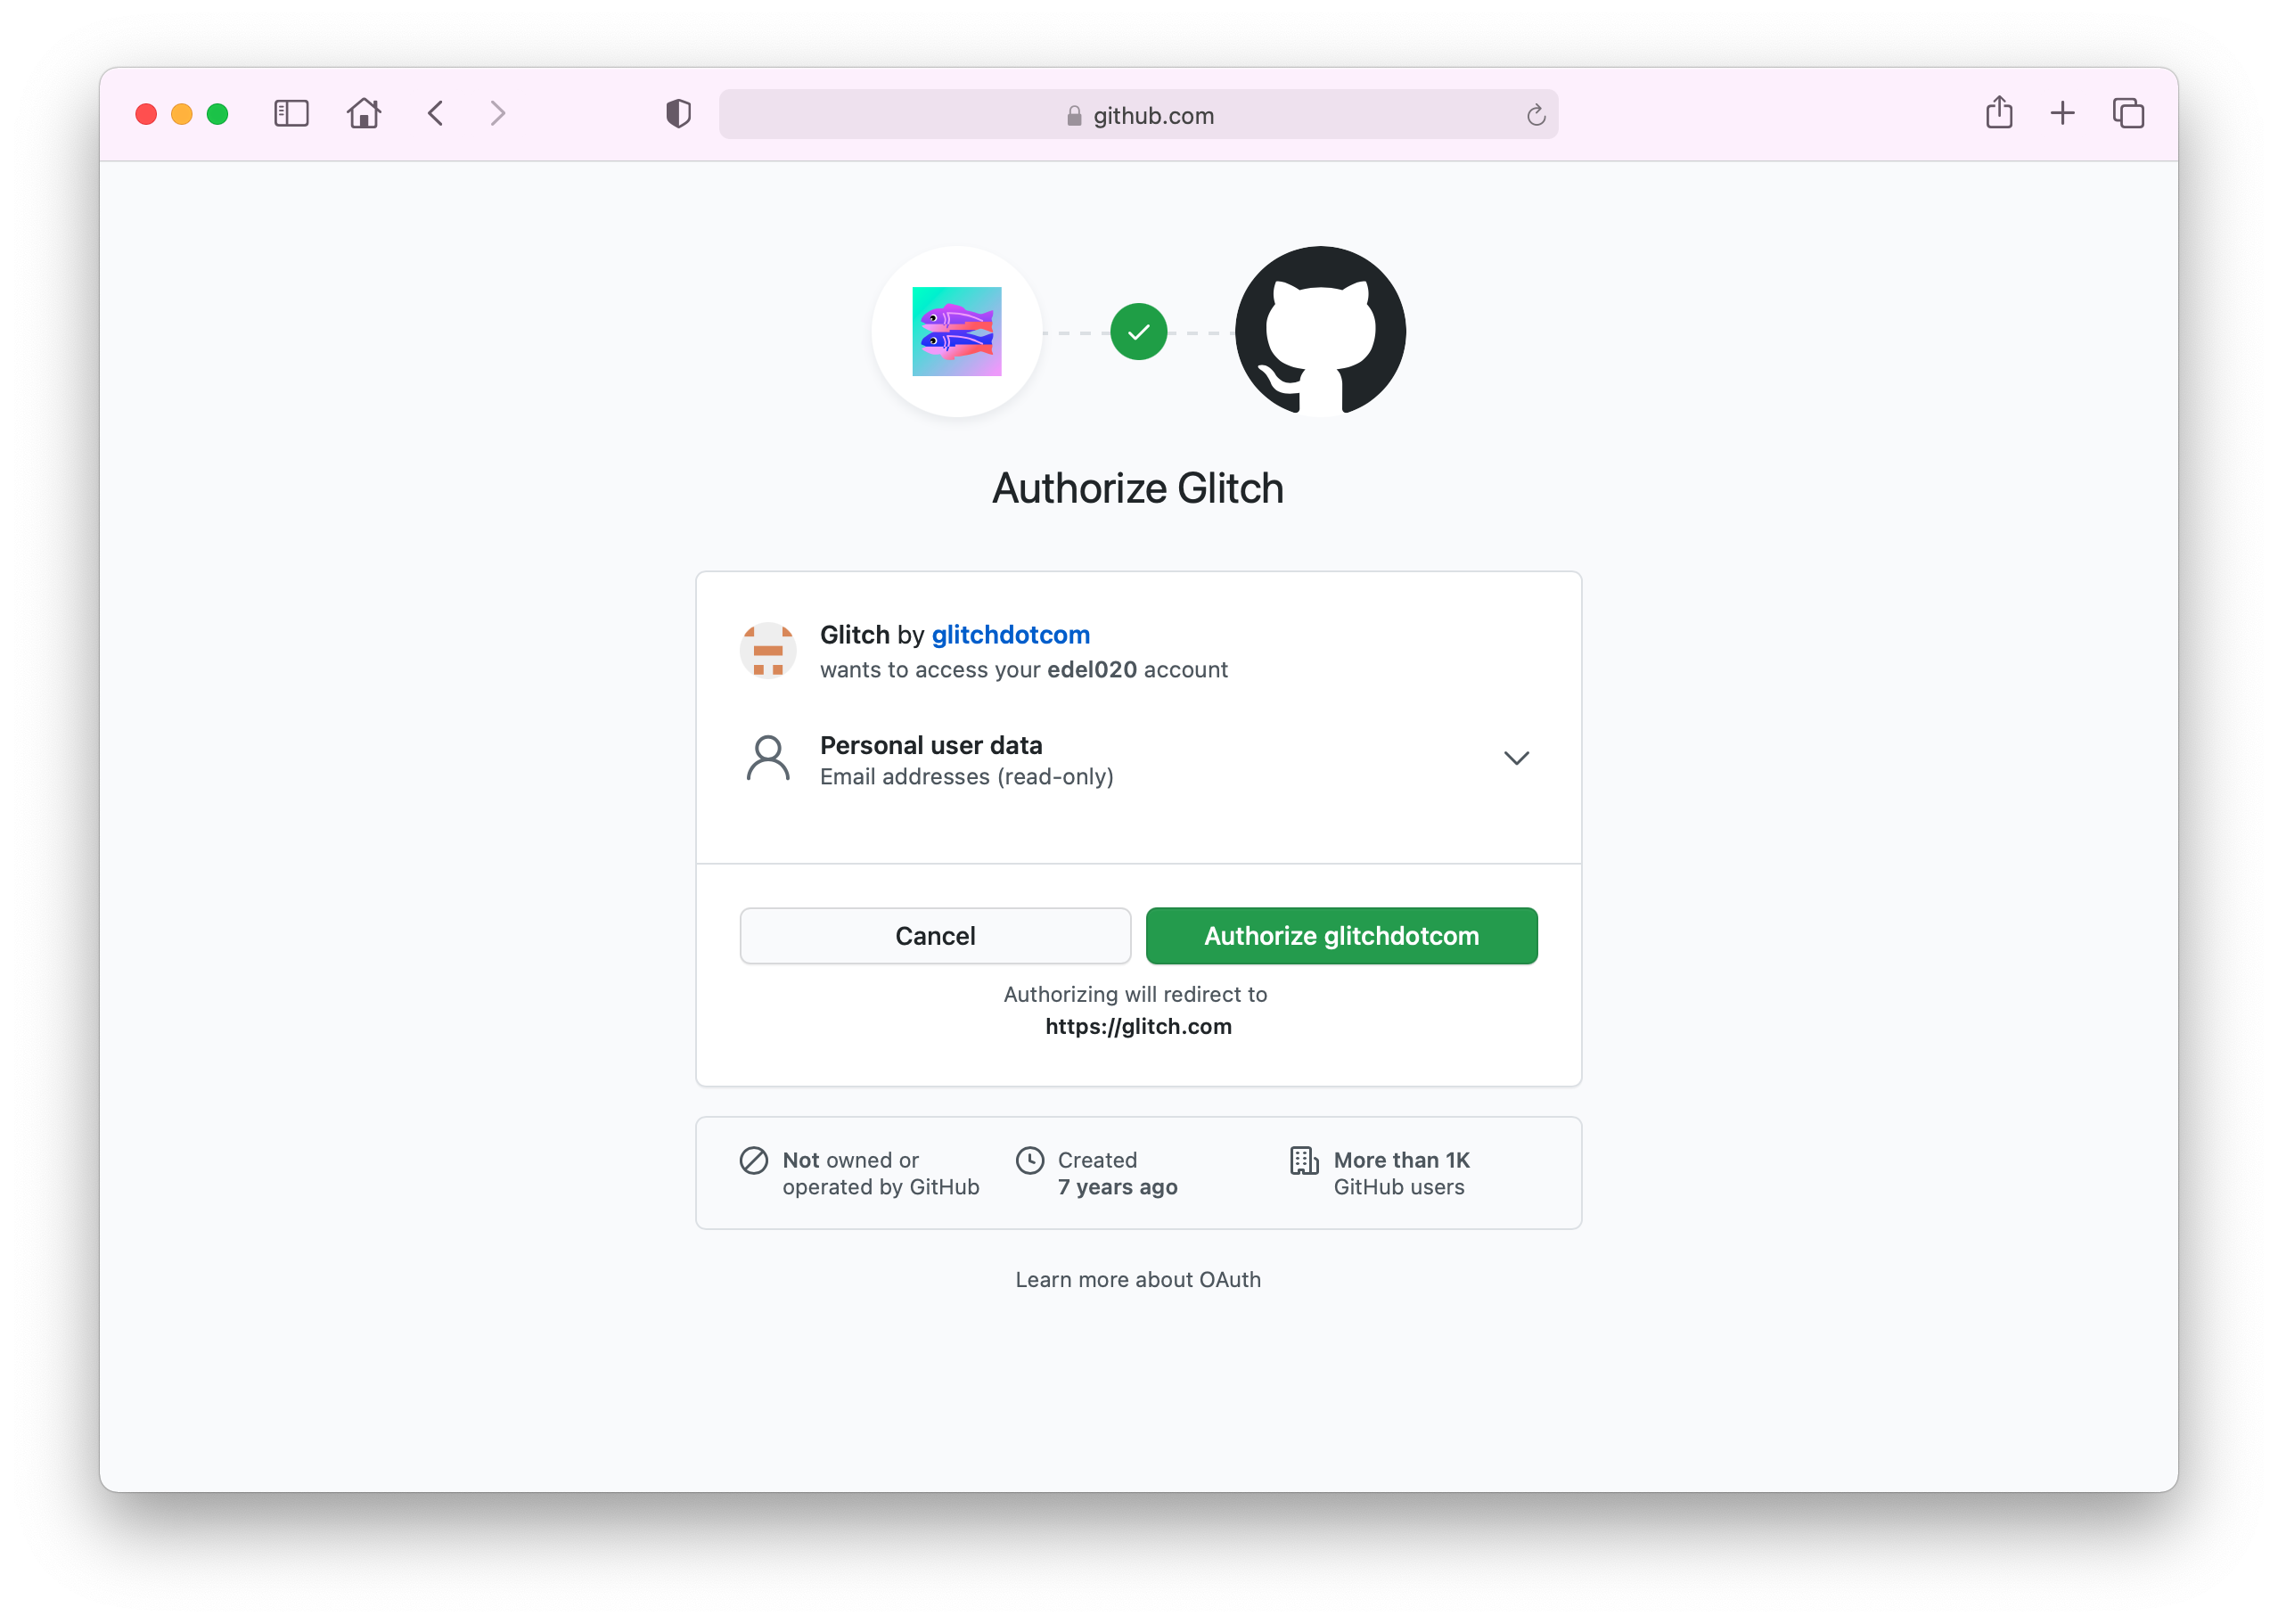 github.com
Authorize Glitch
Glitch by glitchdotcom
wants to access your edel020 account
Personal user data
Email addresses (read-only)
Cancel
Authorize glitchdotcom
Authorizing will redirect to
https://glitch.com
Not owned or
operated by GitHub
Created
7 years ago
More than 1K
GitHub users
Learn more about OAuth